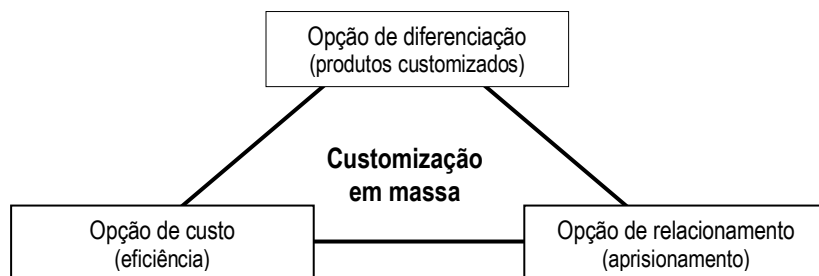 Opção de diferenciação
(produtos customizados)
Customização
em massa
Opção de custo
(eficiência)
Opção de relacionamento
(aprisionamento)